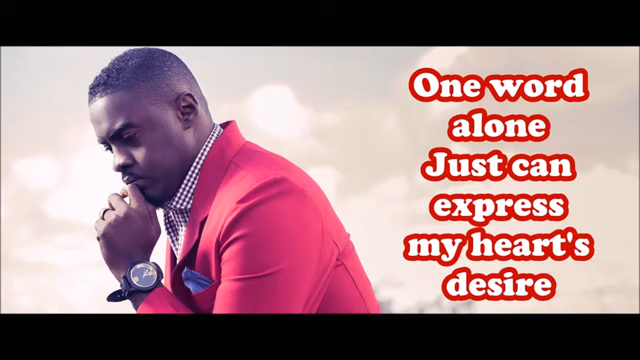 One word
alone
Just can
express
my heart's
desire